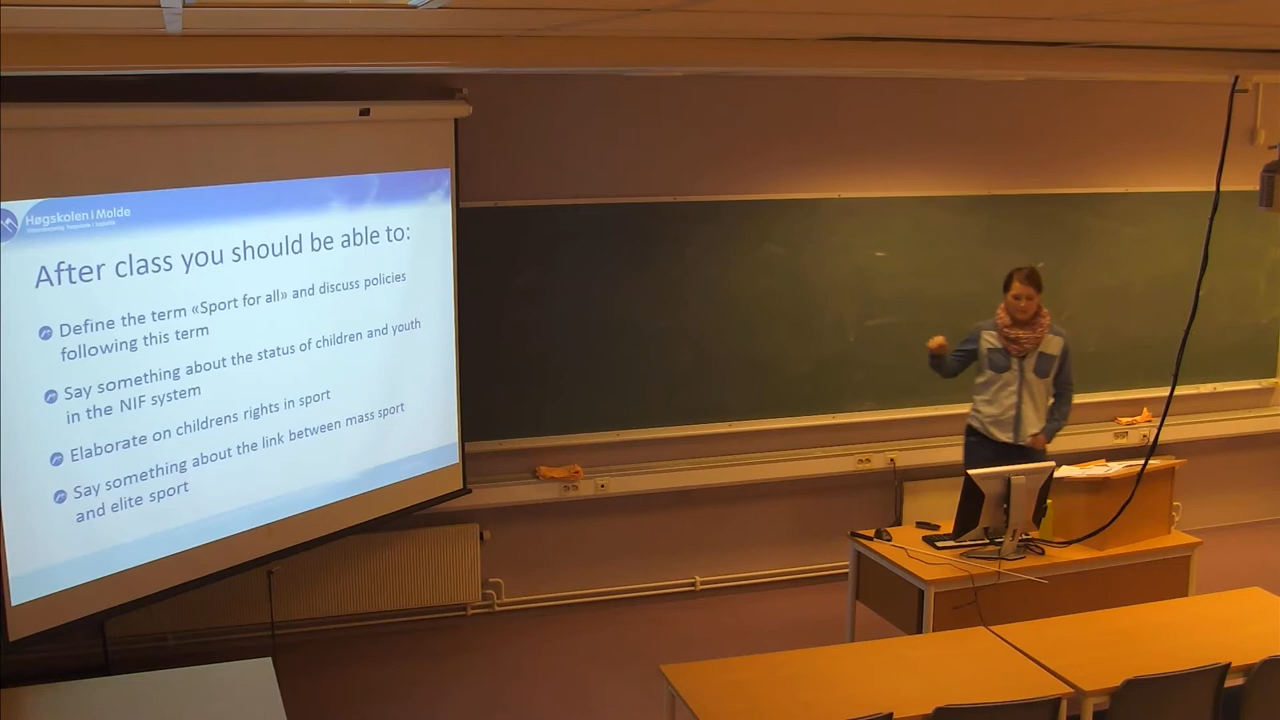 Høgskolen i Molde
After class you should be able to:
Define the term «Sport for all» and discuss policies
following this term
Say something about the status of children and youth
in the NIF system
Elaborate on childrens rights in sport
Say something about the link between mass sport
and elite sport